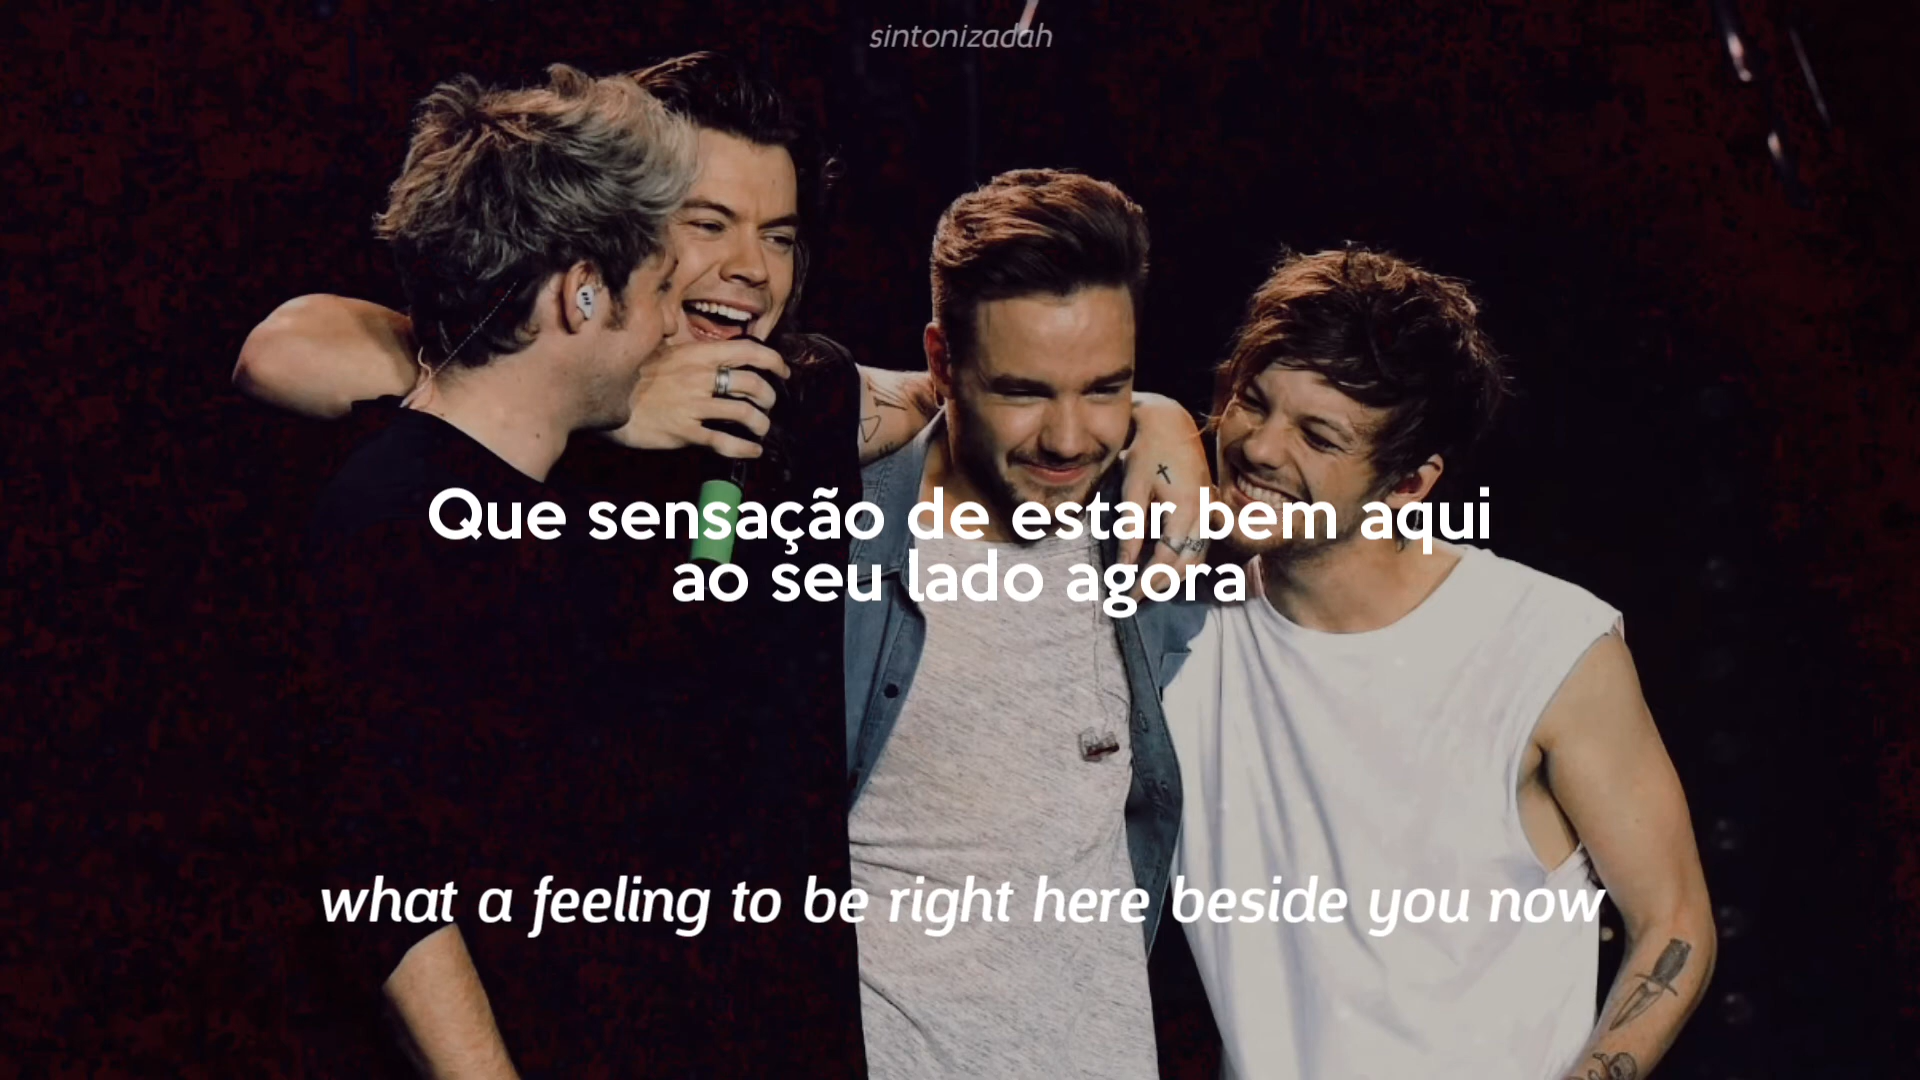 sintonizadah
Que sensação de estar bem aqui
ao seu lado agora
what a feeling to be right here beside you now